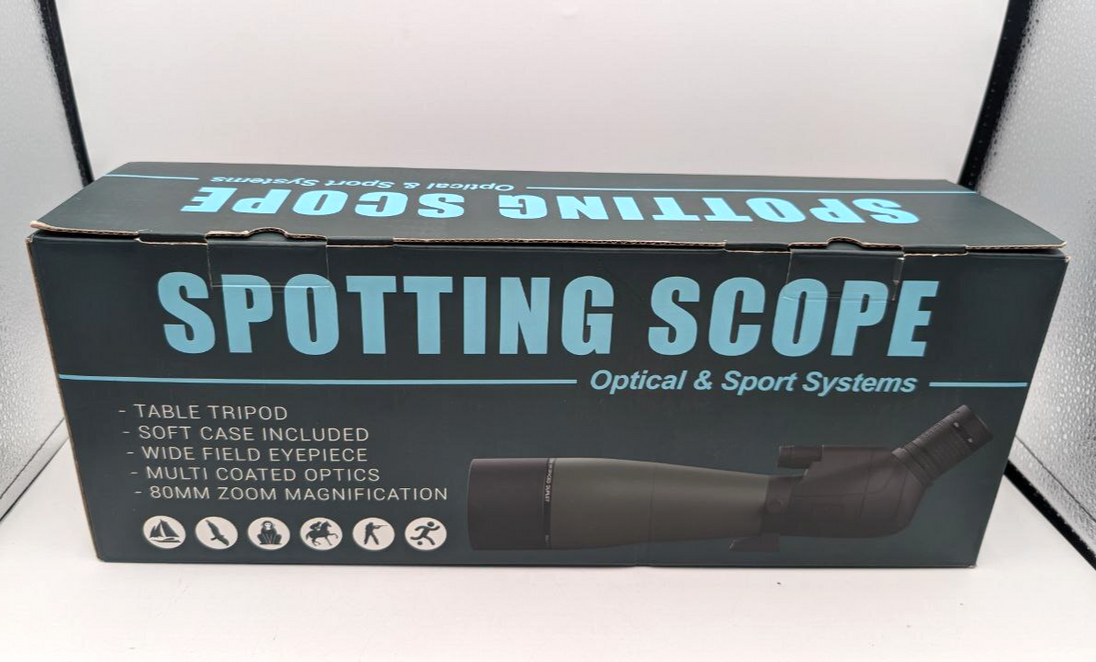 SPOTTING SCOPE
Optical & Sport Systems
SPOTTING SCOPE
Optical & Sport Systems
- TABLE TRIPOD
- SOFT CASE INCLUDED
- WIDE FIELD EYEPIECE
- MULTI COATED OPTICS
- 80MM ZOOM MAGNIFICATION